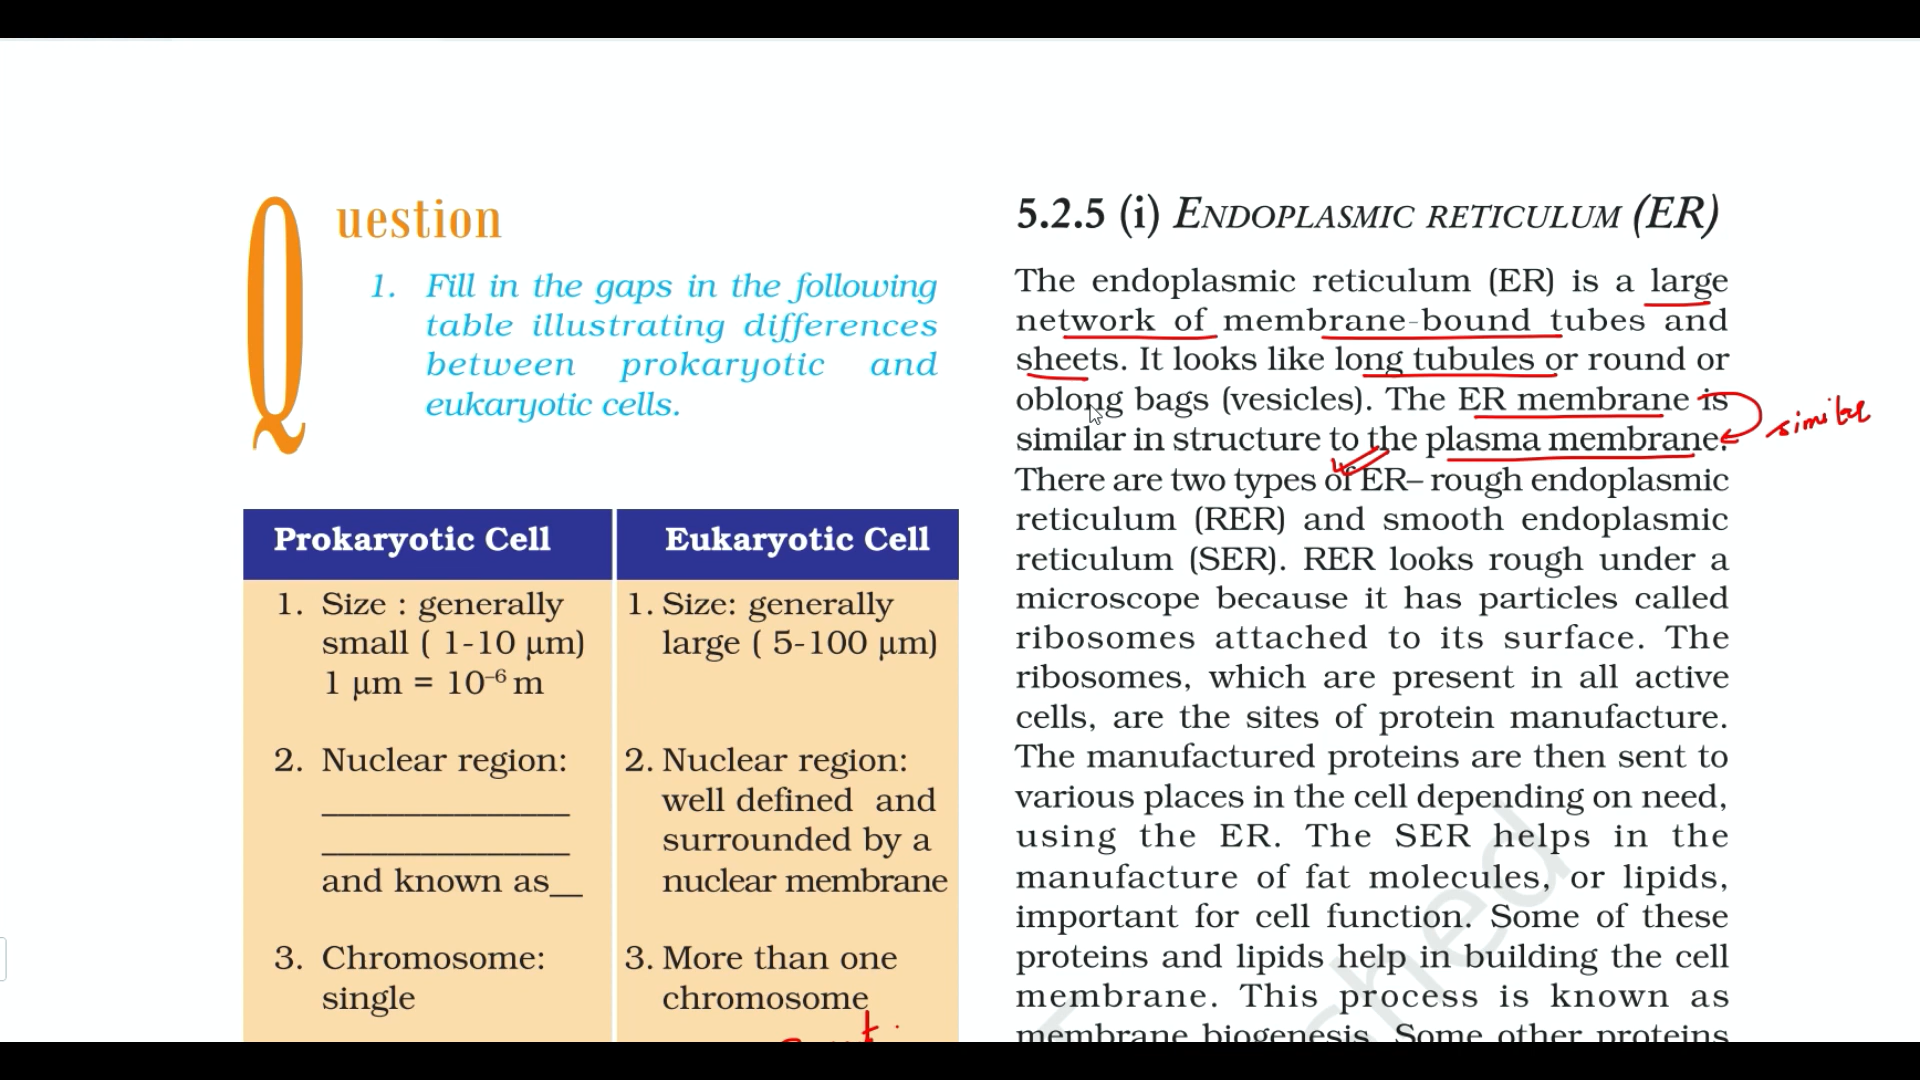 Question
1. Fill in the gaps in the following
table illustrating differences
between prokaryotic and
eukaryotic cells.
Prokaryotic Cell
Eukaryotic Cell
1. Size : generally
small ( 1-10 μm)
1 μm = 10⁻⁶ m
1. Size: generally
large ( 5-100 μm)
2. Nuclear region:
_______________
_______________
and known as__
2. Nuclear region:
well defined and
surrounded by a
nuclear membrane
3. Chromosome:
single
3. More than one
chromosome
5.2.5 (i) ENDOPLASMIC RETICULUM (ER)
The endoplasmic reticulum (ER) is a large
network of membrane-bound tubes and
sheets. It looks like long tubules or round or
oblong bags (vesicles). The ER membrane is
similar in structure to the plasma membrane.
similar
There are two types of ER– rough endoplasmic
reticulum (RER) and smooth endoplasmic
reticulum (SER). RER looks rough under a
microscope because it has particles called
ribosomes attached to its surface. The
ribosomes, which are present in all active
cells, are the sites of protein manufacture.
The manufactured proteins are then sent to
various places in the cell depending on need,
using the ER. The SER helps in the
manufacture of fat molecules, or lipids,
important for cell function. Some of these
proteins and lipids help in building the cell
membrane. This process is known as
membrane biogenesis. Some other proteins